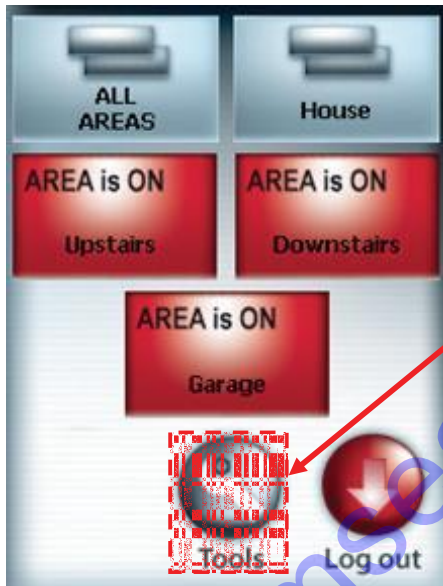 ALL
AREAS
House
AREA is ON
Upstairs
AREA is ON
Downstairs
AREA is ON
Garage
Tools
Log out